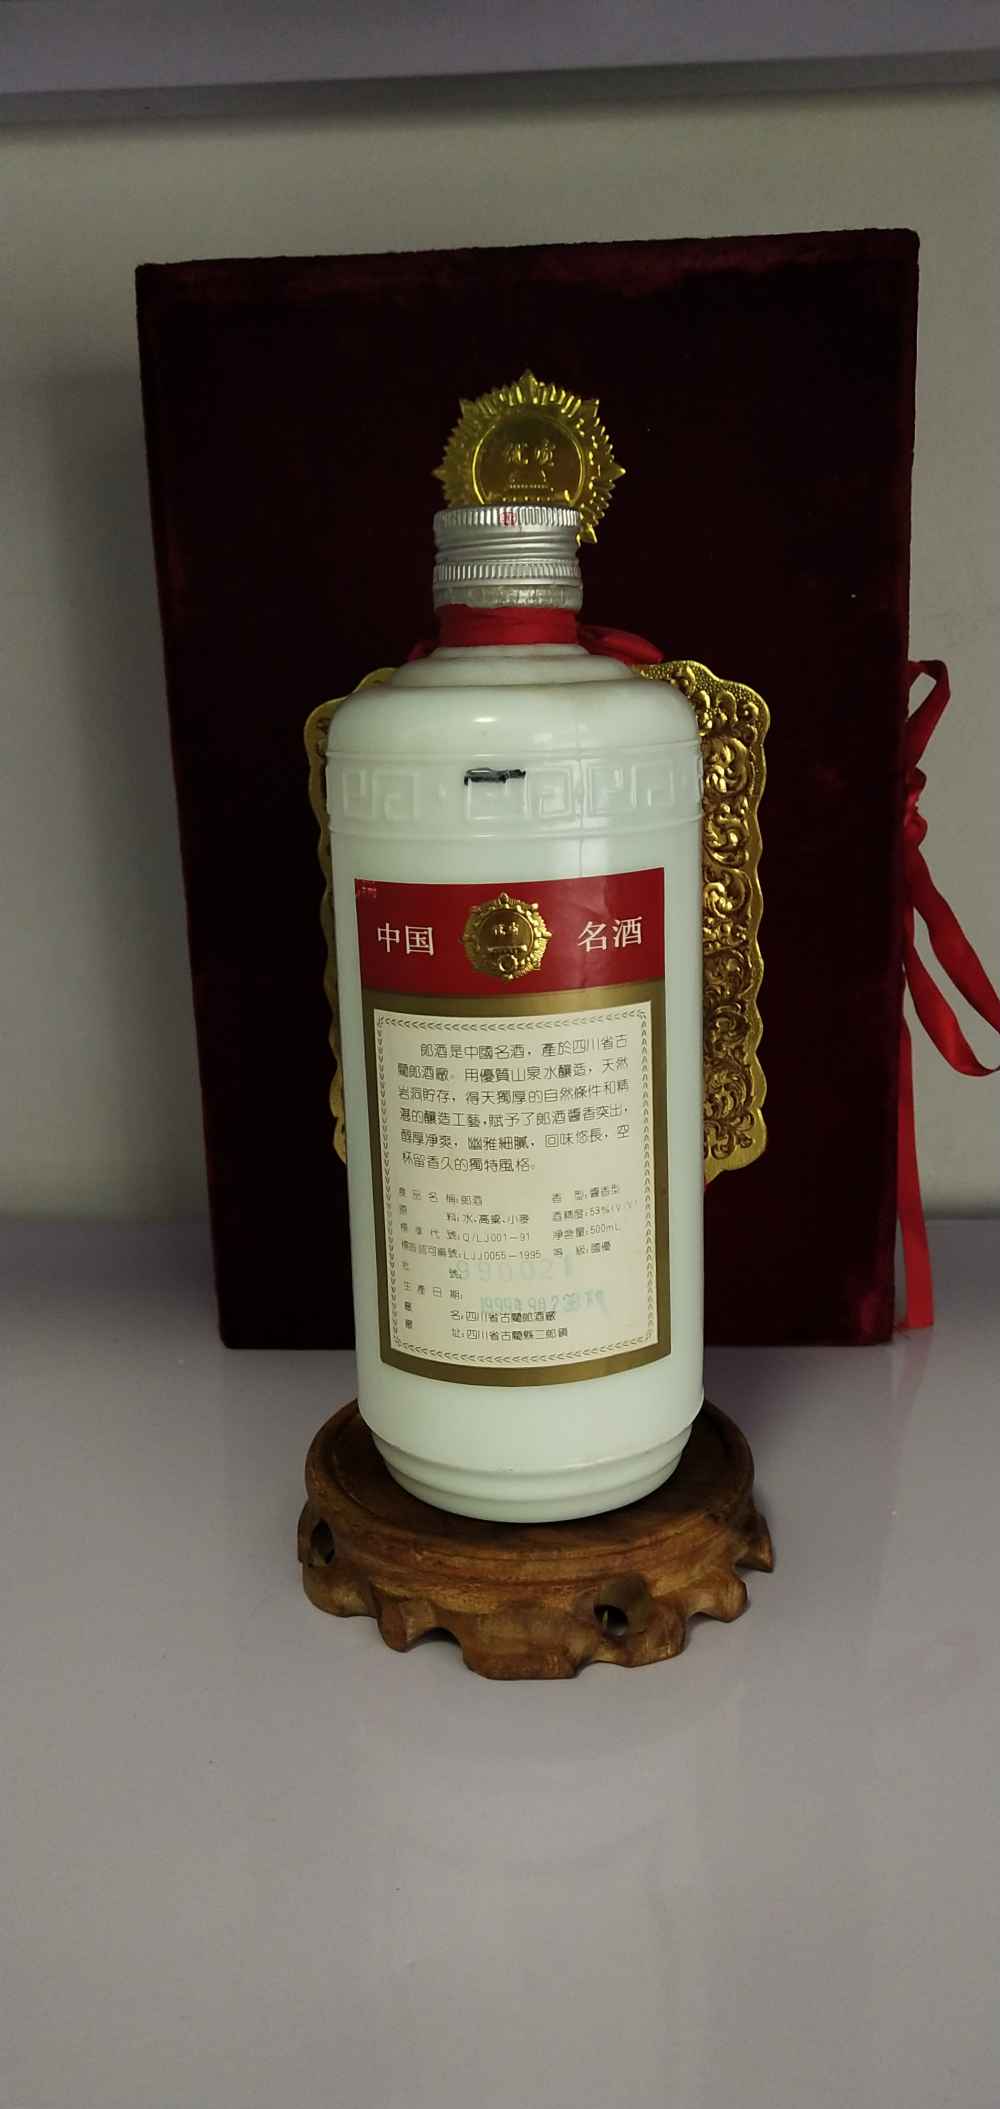 优质
中国
优质
名酒
郎酒是中國名酒，產於四川省古
藺郎酒廠。用優質山泉水釀造，天然
岩洞貯存，得天獨厚的自然條件和精
湛的釀造工藝，賦予了郎酒醬香突出，
醇厚淨爽，幽雅細膩，回味悠長，空
杯留香久的獨特風格。
產品名稱：郎酒 香型：醬香型
原料：水、高粱、小麥 酒精度：53%(V/V)
標準代號：Q/LJ001-91 淨含量：500mL
標簽認可編號：LJJ0055-1995 等級：國優
批號：990021
生產日期：
廠名：四川省古藺郎酒廠
廠址：四川省古藺縣二郎鎮